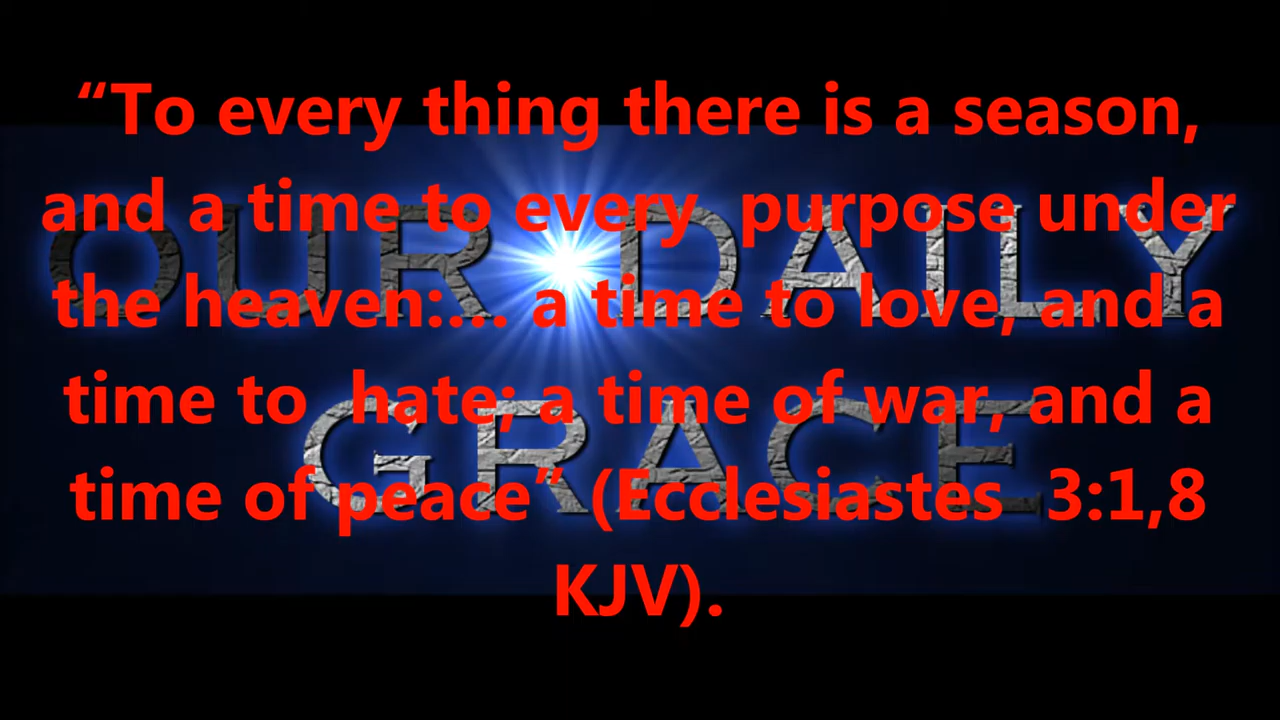 “To every thing there is a season,
and a time to every purpose under
the heaven:... a time to love, and a
time to hate; a time of war, and a
time of peace” (Ecclesiastes 3:1,8
KJV).
OUR DAILY
GRACE